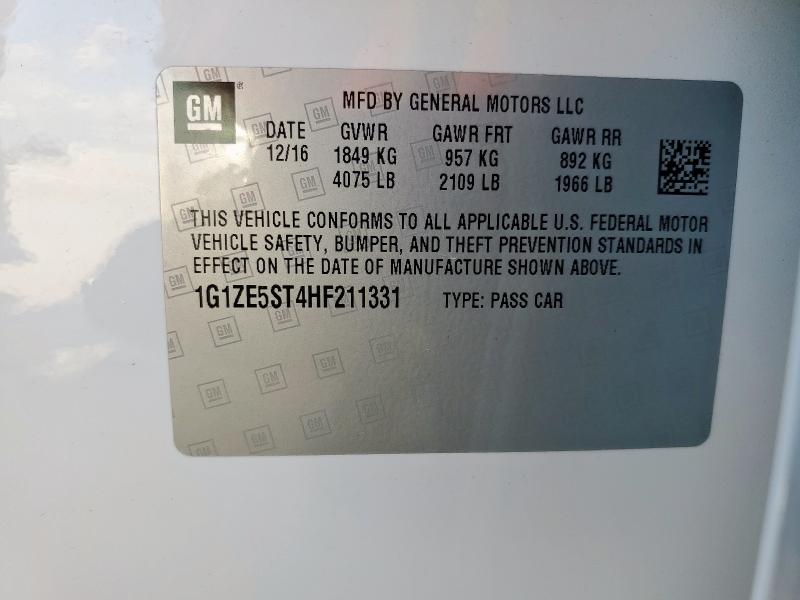 GM®
MFD BY GENERAL MOTORS LLC
DATE GVWR GAWR FRT GAWR RR
12/16 1849 KG 957 KG 892 KG
4075 LB 2109 LB 1966 LB
THIS VEHICLE CONFORMS TO ALL APPLICABLE U.S. FEDERAL MOTOR
VEHICLE SAFETY, BUMPER, AND THEFT PREVENTION STANDARDS IN
EFFECT ON THE DATE OF MANUFACTURE SHOWN ABOVE.
1G1ZE5ST4HF211331 TYPE: PASS CAR